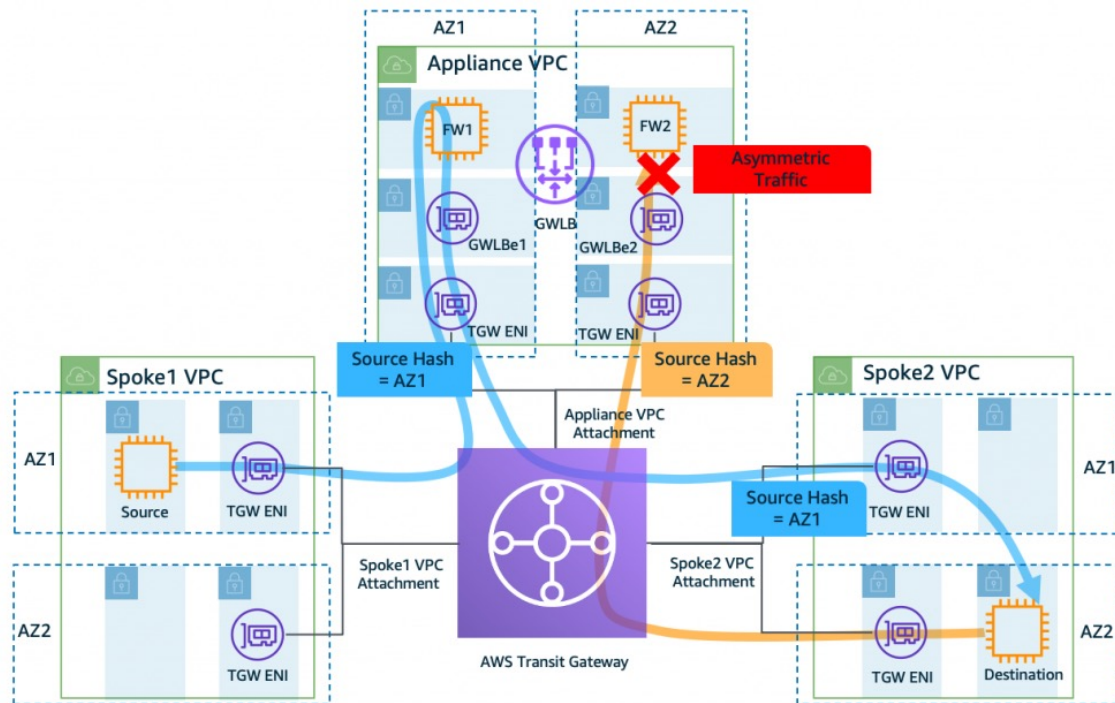 AZ1
AZ2
Appliance VPC
FW1
FW2
Asymmetric
Traffic
GWLB
GWLBe1
GWLBe2
TGW ENI
TGW ENI
Source Hash
= AZ1
Source Hash
= AZ2
Spoke1 VPC
Spoke2 VPC
Appliance VPC
Attachment
AZ1
Source
TGW ENI
Source Hash
= AZ1
TGW ENI
AZ1
Spoke1 VPC
Attachment
Spoke2 VPC
Attachment
AZ2
TGW ENI
AWS Transit Gateway
TGW ENI
Destination
AZ2